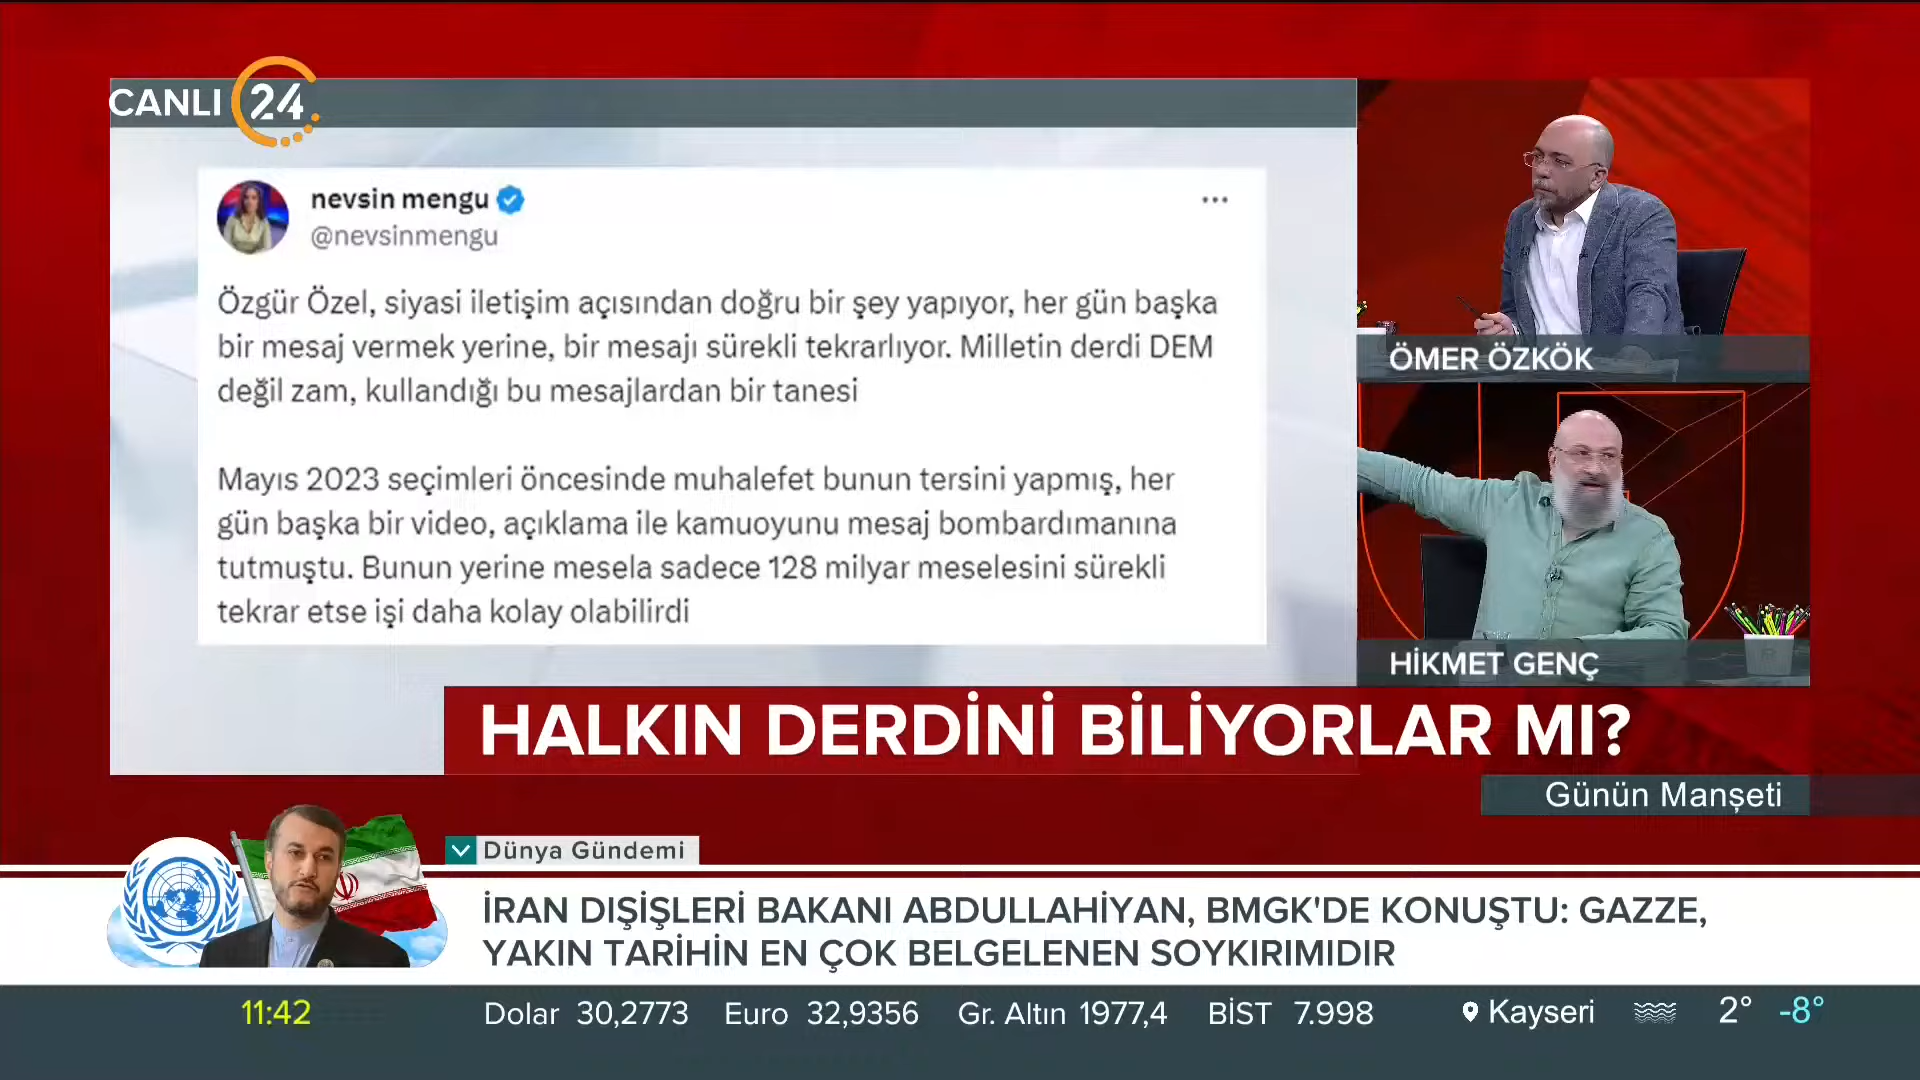 CANLI 24
nevsin mengu
@nevsinmengu
Özgür Özel, siyasi iletişim açısından doğru bir şey yapıyor, her gün başka
bir mesaj vermek yerine, bir mesajı sürekli tekrarlıyor. Milletin derdi DEM
değil zam, kullandığı bu mesajlardan bir tanesi
Mayıs 2023 seçimleri öncesinde muhalefet bunun tersini yapmış, her
gün başka bir video, açıklama ile kamuoyunu mesaj bombardımanına
tutmuştu. Bunun yerine mesela sadece 128 milyar meselesini sürekli
tekrar etse işi daha kolay olabilirdi
ÖMER ÖZKÖK
HİKMET GENÇ
HALKIN DERDİNİ BİLİYORLAR MI?
Günün Manşeti
Dünya Gündemi
İRAN DIŞİŞLERİ BAKANI ABDULLAHİYAN, BMGK'DE KONUŞTU: GAZZE,
YAKIN TARİHİN EN ÇOK BELGELENEN SOYKIRIMIDIR
11:42 Dolar 30,2773 Euro 32,9356 Gr. Altın 1977,4 BİST 7.998 Kayseri 2° -8°